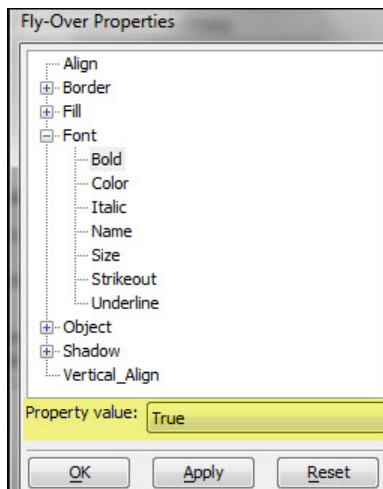 Fly-Over Properties
Align
Border
Fill
Font
Bold
Color
Italic
Name
Size
Strikeout
Underline
Object
Shadow
Vertical_Align
Property value: True
OK Apply Reset